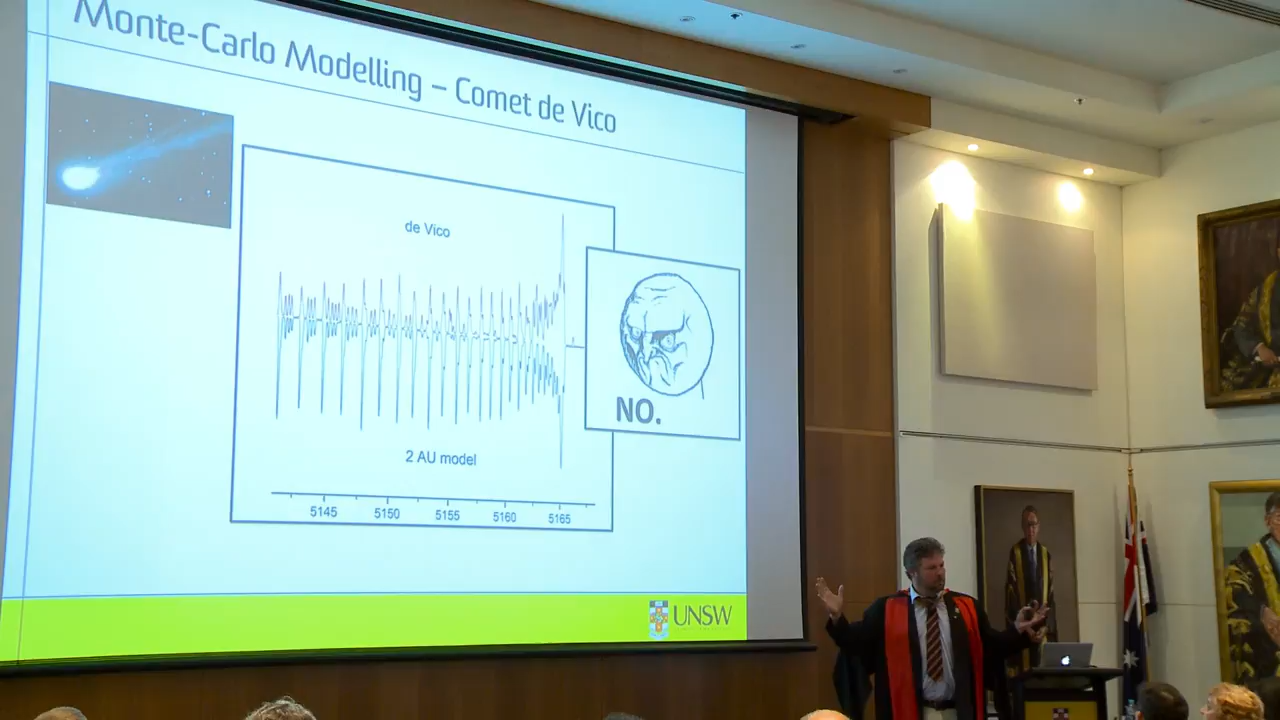 Monte-Carlo Modelling – Comet de Vico
de Vico
NO.
2 AU model
5145 5150 5155 5160 5165
UNSW